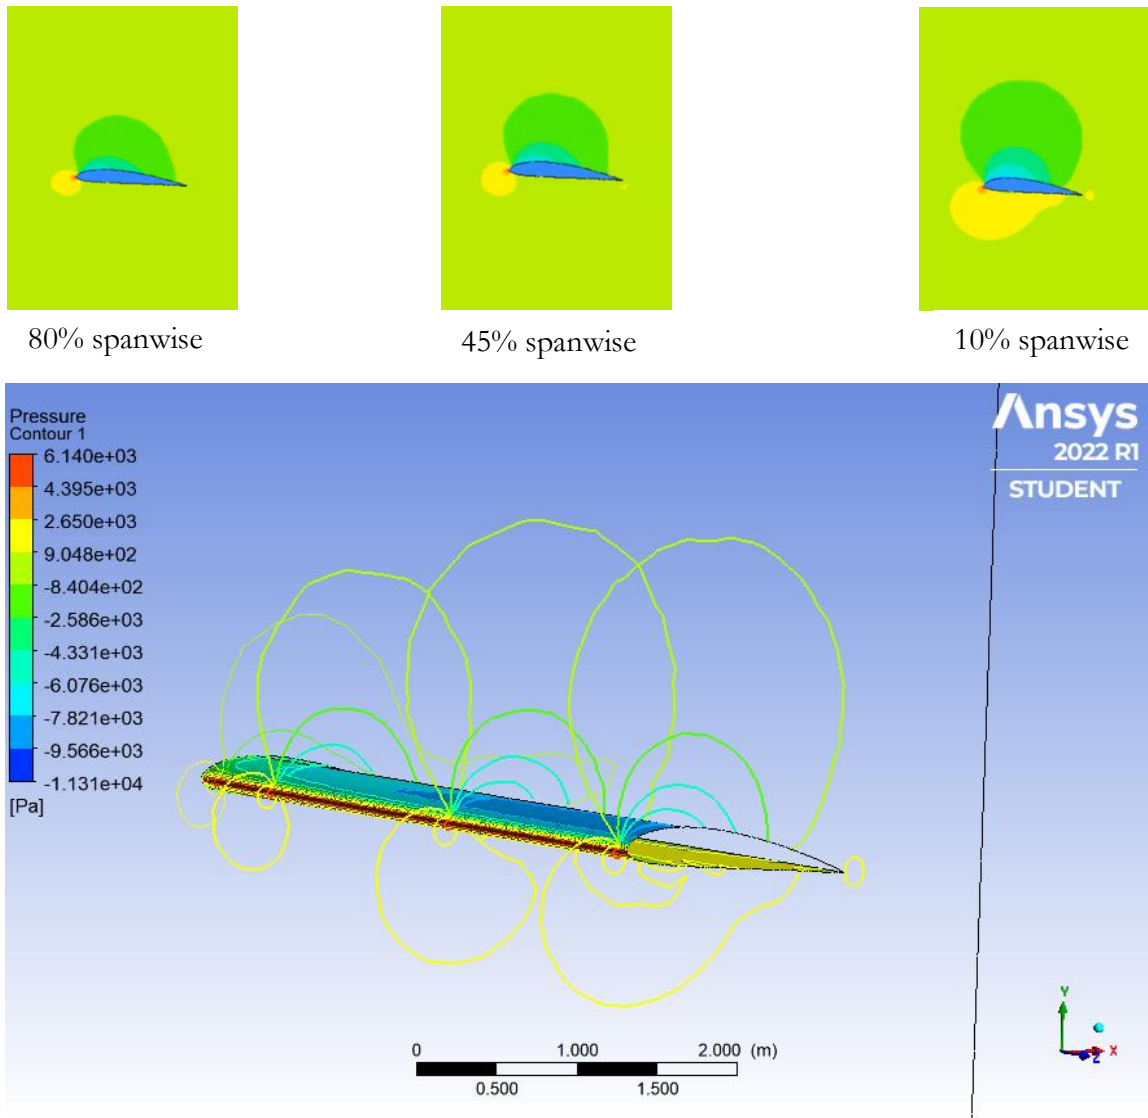 80% spanwise
45% spanwise
10% spanwise
Pressure
Contour 1
6.140e+03
4.395e+03
2.650e+03
9.048e+02
-8.404e+02
-2.586e+03
-4.331e+03
-6.076e+03
-7.821e+03
-9.566e+03
-1.131e+04
[Pa]
Ansys
2022 R1
STUDENT
0 1.000 2.000 (m)
0.500 1.500
Y
X
Z